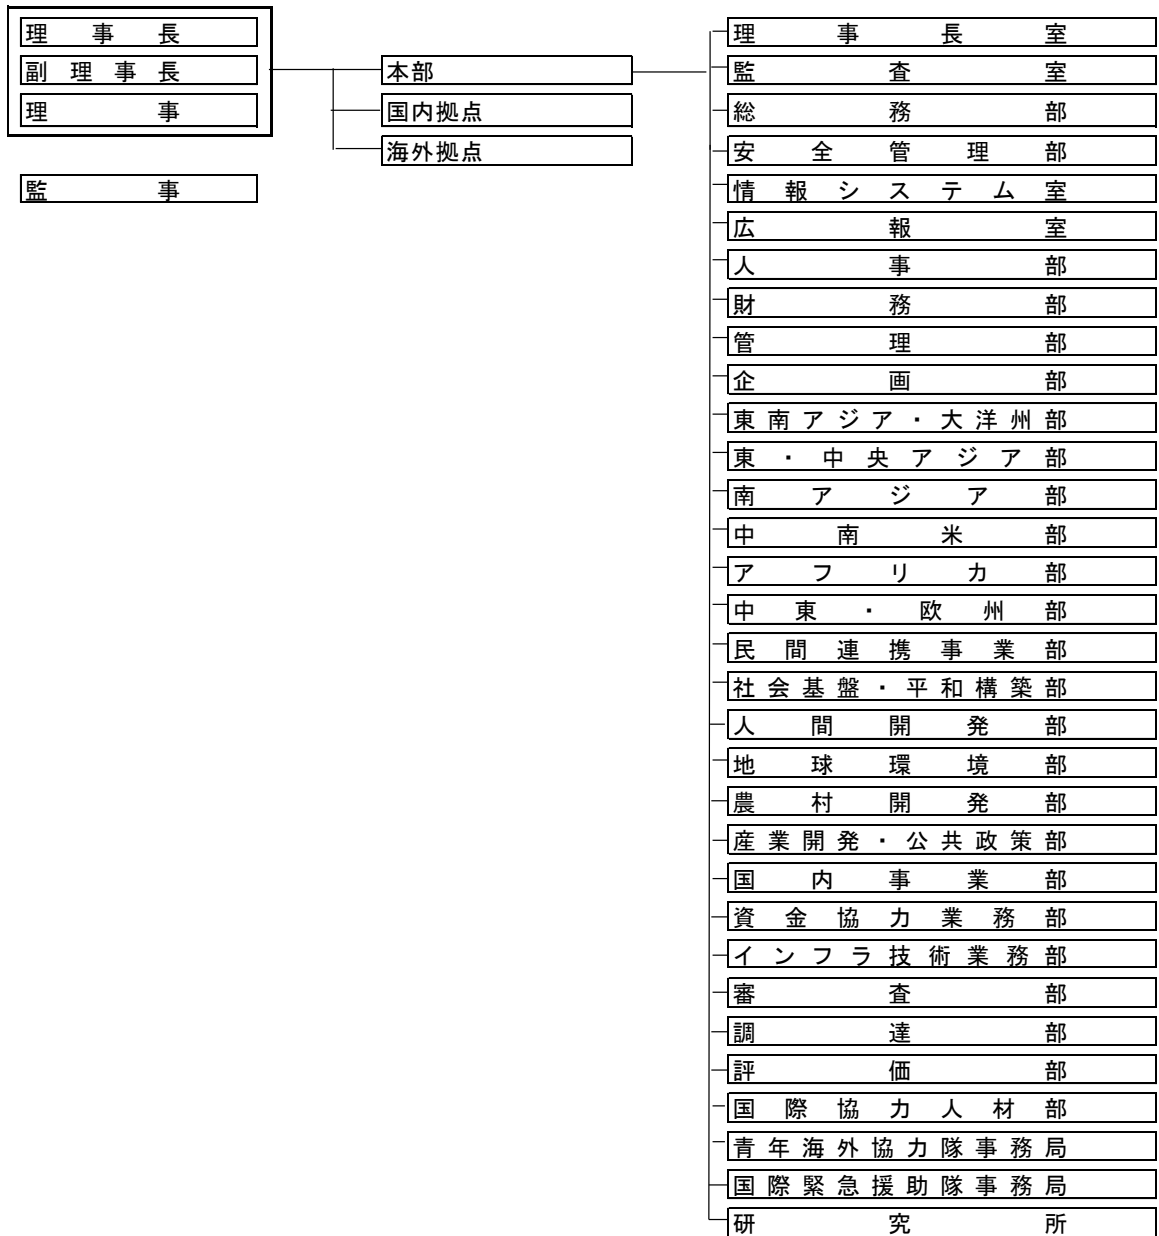 理事長
副理事長
理事
監事
本部
国内拠点
海外拠点
理事長室
監査室
総務部
安全管理部
情報システム室
広報室
人事部
財務部
管理部
企画部
東南アジア・大洋州部
東・中央アジア部
南アジア部
中南米部
アフリカ部
中東・欧州部
民間連携事業部
社会基盤・平和構築部
人間開発部
地球環境部
農村開発部
産業開発・公共政策部
国内事業部
資金協力業務部
インフラ技術業務部
審査部
調達部
評価部
国際協力人材部
青年海外協力隊事務局
国際緊急援助隊事務局
研究所